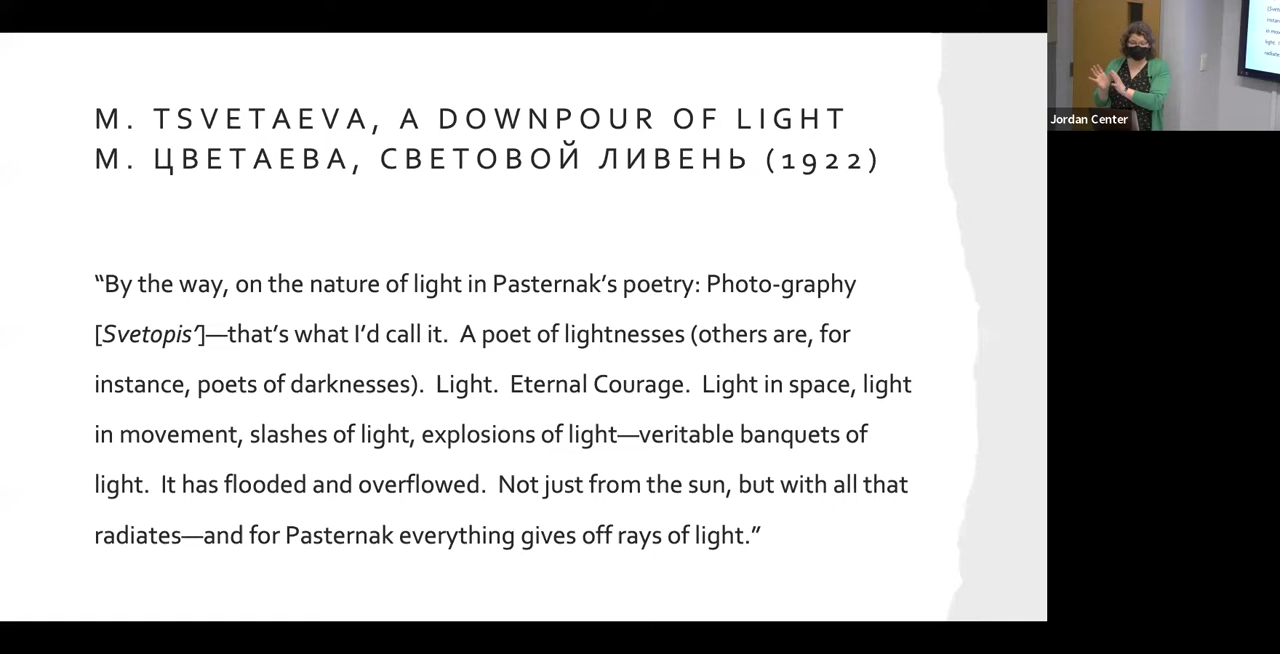 M. TSVETAEVA, A DOWNPOUR OF LIGHT
М. ЦВЕТАЕВА, СВЕТОВОЙ ЛИВЕНЬ (1922)
“By the way, on the nature of light in Pasternak’s poetry: Photo-graphy
[Svetopis’]—that’s what I’d call it.  A poet of lightnesses (others are, for
instance, poets of darknesses).  Light.  Eternal Courage.  Light in space, light
in movement, slashes of light, explosions of light—veritable banquets of
light.  It has flooded and overflowed.  Not just from the sun, but with all that
radiates—and for Pasternak everything gives off rays of light.”
Jordan Center